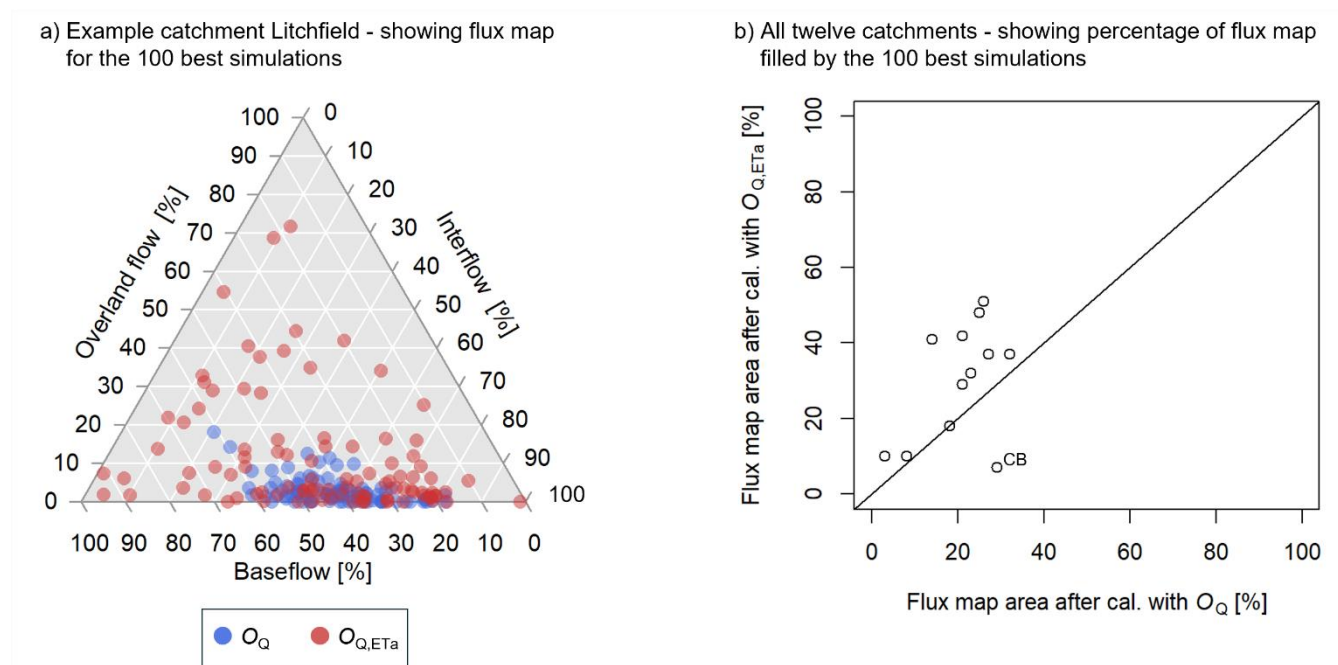 a) Example catchment Litchfield - showing flux map
for the 100 best simulations
100
90
80
70
60
50
40
30
20
10
0
Overland flow [%]
0
10
20
30
40
50
60
70
80
90
100
Interflow [%]
100 90 80 70 60 50 40 30 20 10 0
Baseflow [%]
O_Q O_Q,ETa
b) All twelve catchments - showing percentage of flux map
filled by the 100 best simulations
Flux map area after cal. with O_Q,ETa [%]
100
80
60
40
20
0
CB
0 20 40 60 80 100
Flux map area after cal. with O_Q [%]